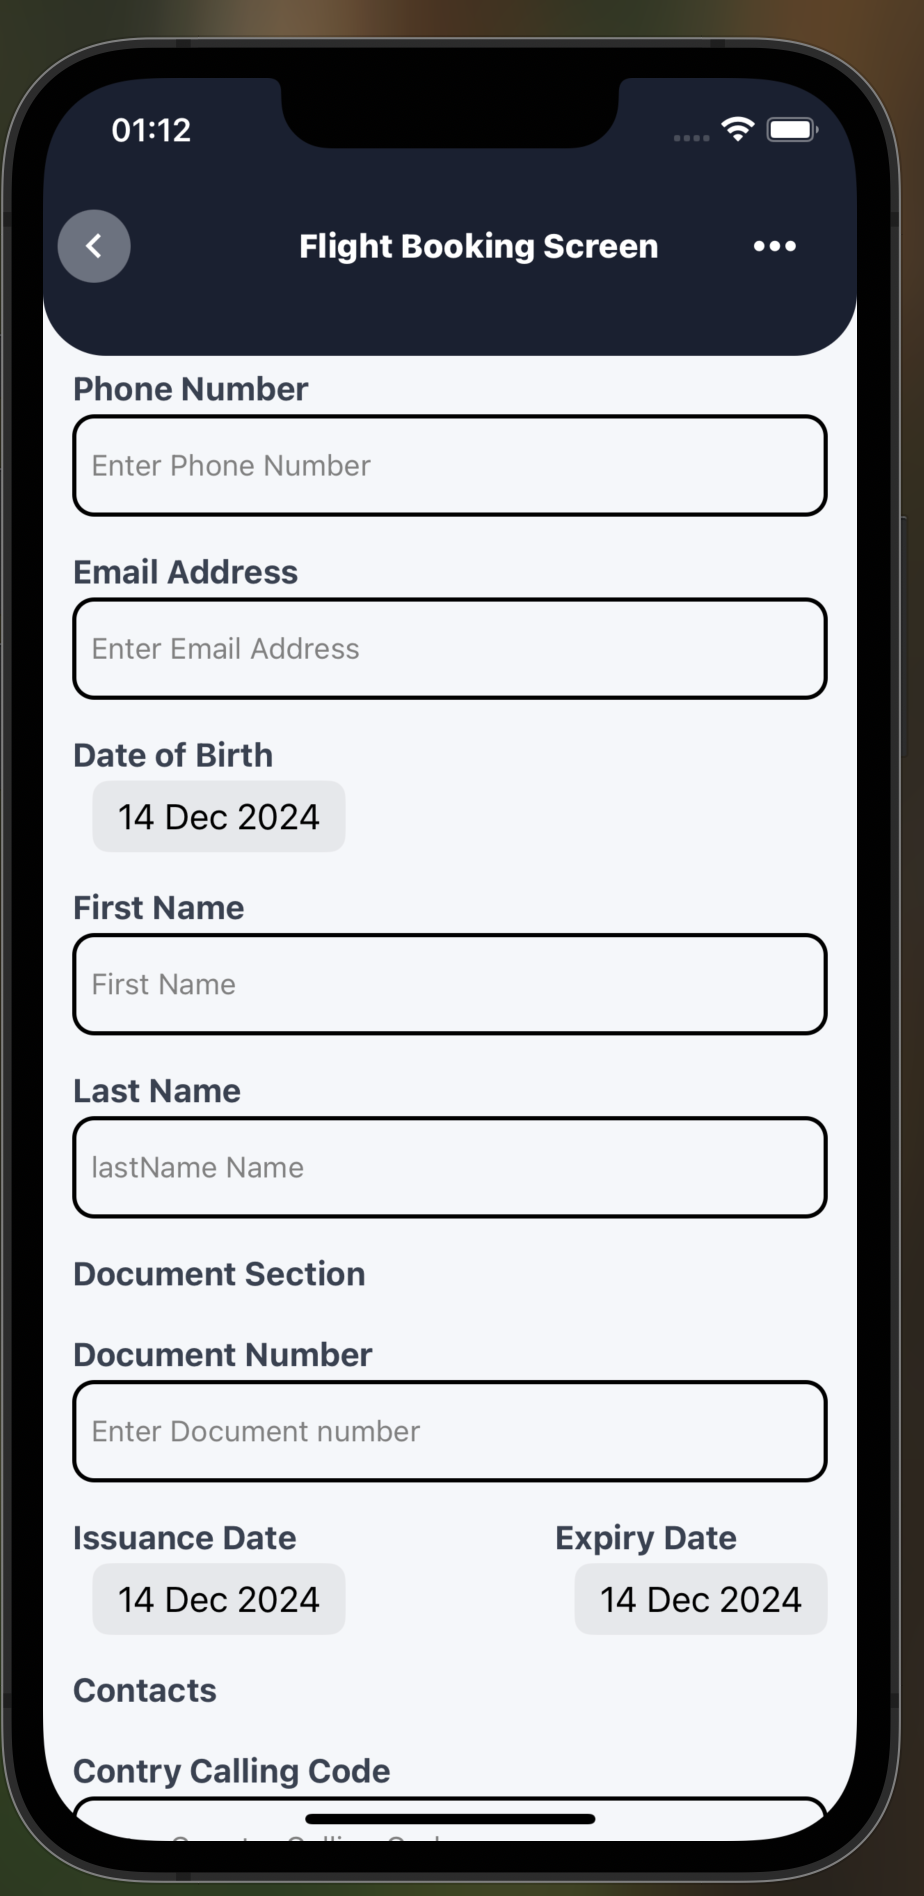 01:12
Flight Booking Screen
Phone Number
Enter Phone Number
Email Address
Enter Email Address
Date of Birth
14 Dec 2024
First Name
First Name
Last Name
lastName Name
Document Section
Document Number
Enter Document number
Issuance Date Expiry Date
14 Dec 2024 14 Dec 2024
Contacts
Contry Calling Code